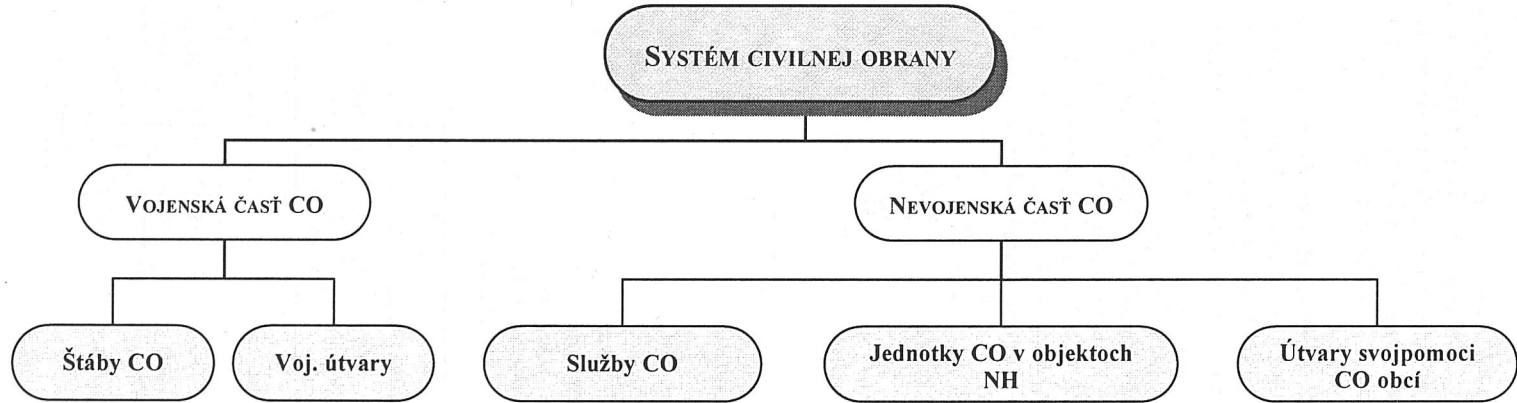 SYSTÉM CIVILNEJ OBRANY
VOJENSKÁ ČASŤ CO
NEVOJENSKÁ ČASŤ CO
Štáby CO
Voj. útvary
Služby CO
Jednotky CO v objektoch
NH
Útvary svojpomoci
CO obcí